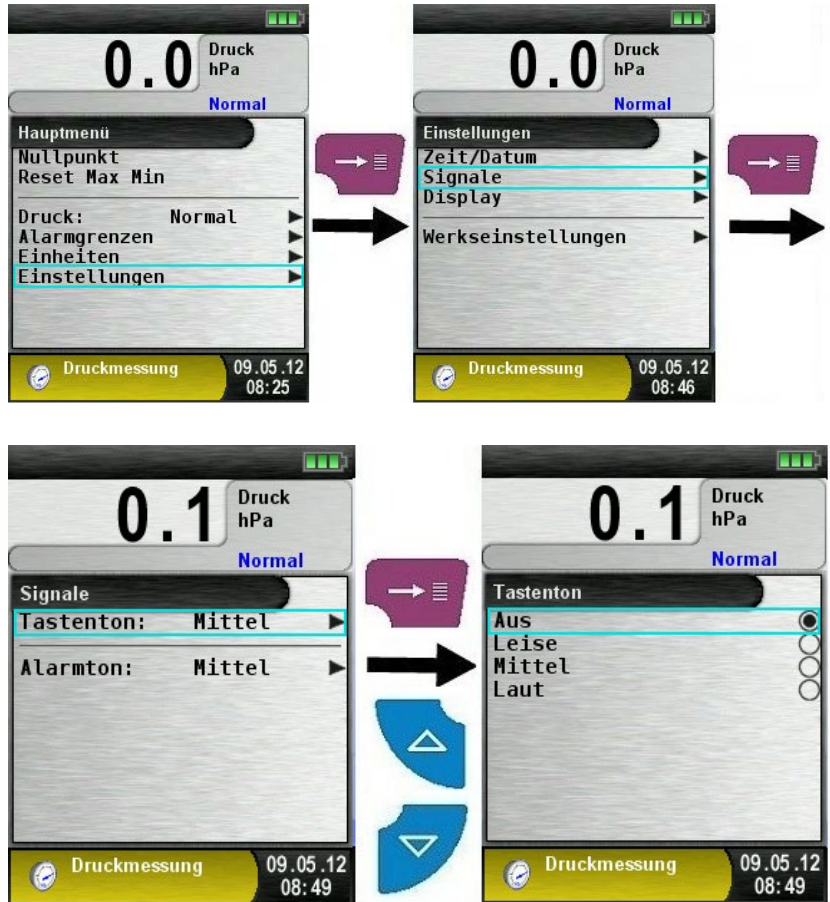 0.0
Druck
hPa
Normal
Hauptmenü
Nullpunkt
Reset Max Min
Druck: Normal
Alarmgrenzen
Einheiten
Einstellungen
Druckmessung
09.05.12
08:25
0.0
Druck
hPa
Normal
Einstellungen
Zeit/Datum
Signale
Display
Werkseinstellungen
Druckmessung
09.05.12
08:46
0.1
Druck
hPa
Normal
Signale
Tastenton: Mittel
Alarmton: Mittel
Druckmessung
09.05.12
08:49
0.1
Druck
hPa
Normal
Tastenton
Aus
Leise
Mittel
Laut
Druckmessung
09.05.12
08:49